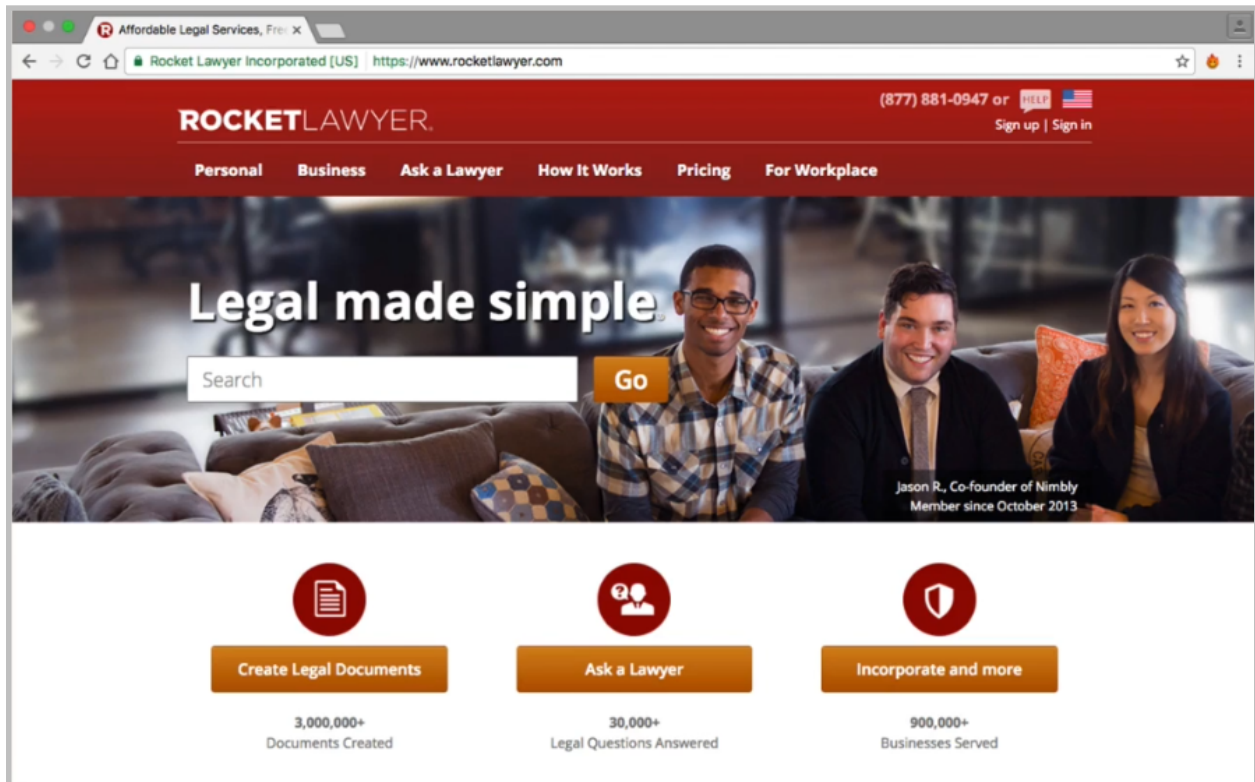 Affordable Legal Services, Fre
Rocket Lawyer Incorporated [US] https://www.rocketlawyer.com
(877) 881-0947 or HELP
ROCKETLAWYER.
Sign up | Sign in
Personal Business Ask a Lawyer How It Works Pricing For Workplace
Legal made simple
Search Go
Jason R., Co-founder of Nimbly
Member since October 2013
Create Legal Documents Ask a Lawyer Incorporate and more
3,000,000+ 30,000+ 900,000+
Documents Created Legal Questions Answered Businesses Served